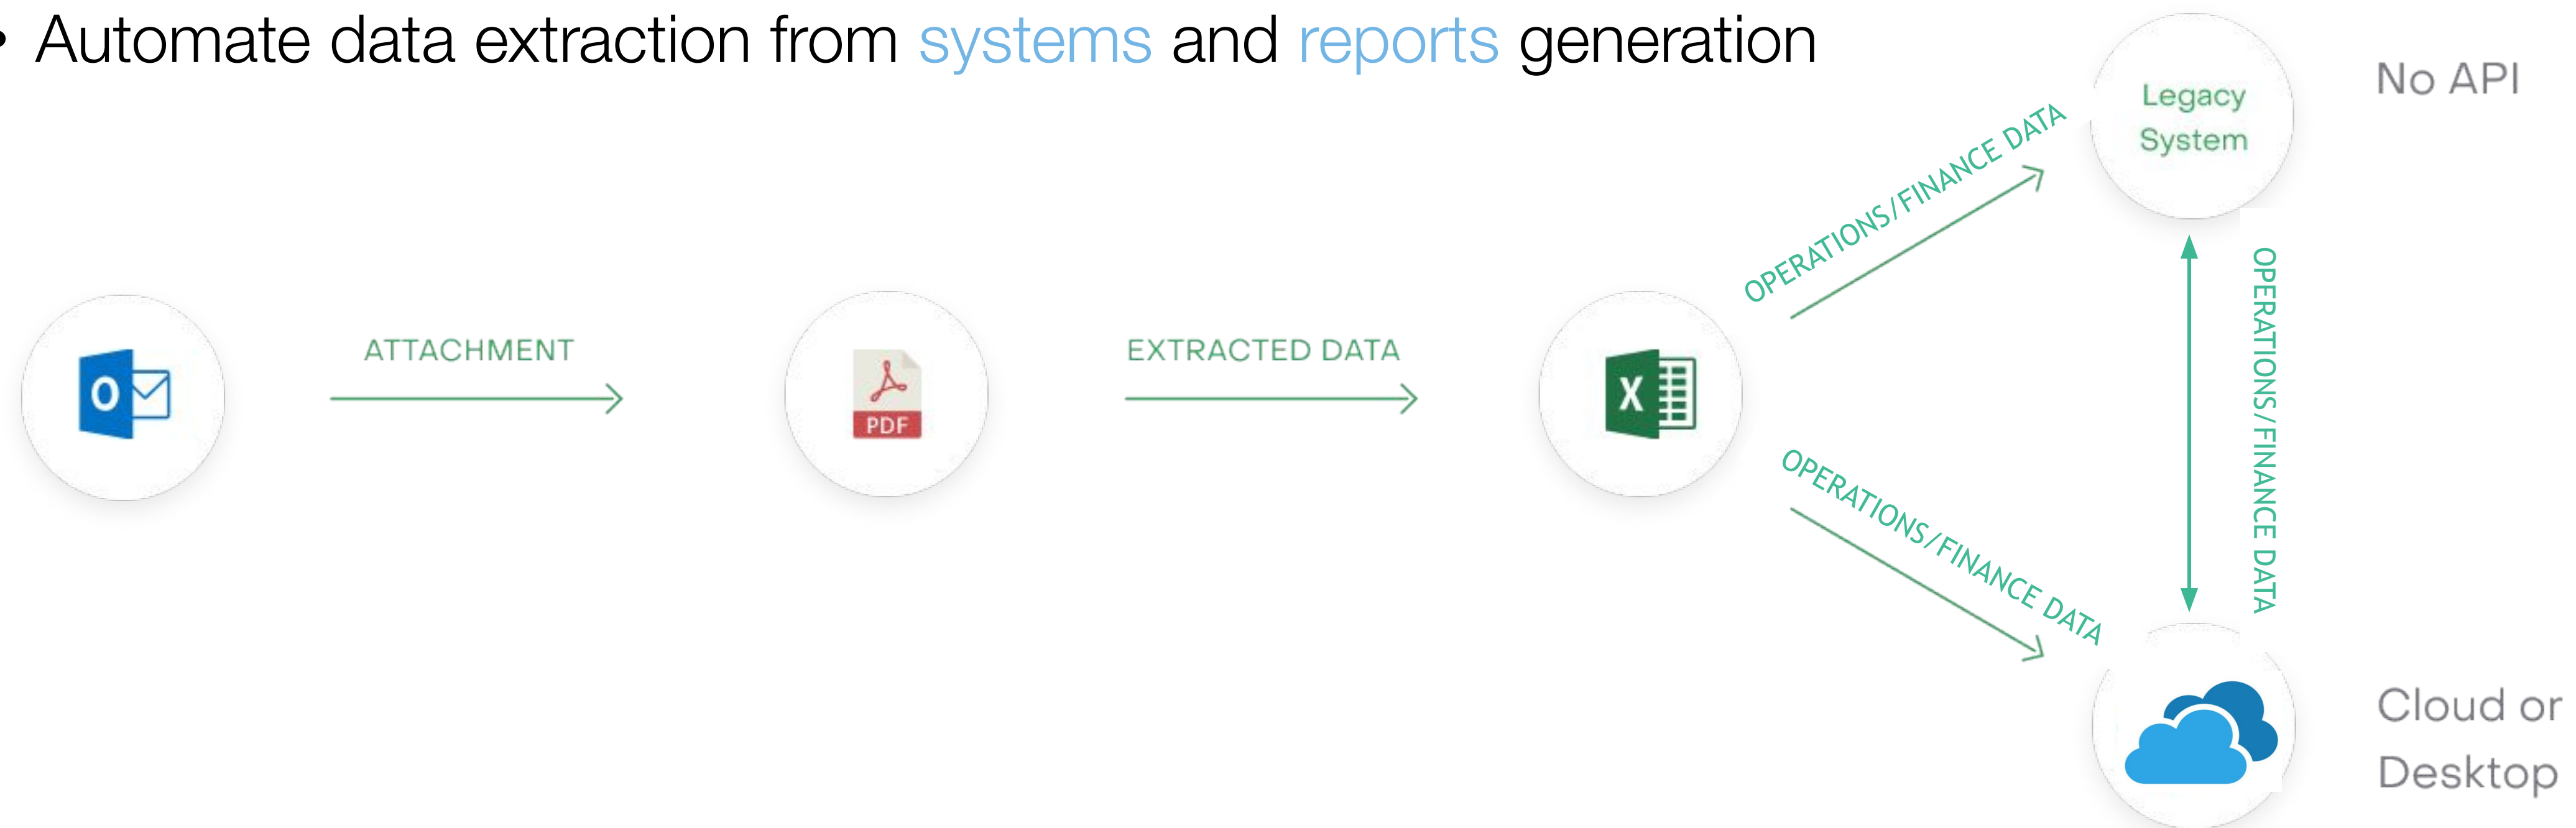 • Automate data extraction from systems and reports generation
No API
Legacy
System
OPERATIONS/FINANCE DATA
ATTACHMENT
EXTRACTED DATA
O
PDF
X
OPERATIONS/FINANCE DATA
OPERATIONS/FINANCE DATA
Cloud or
Desktop